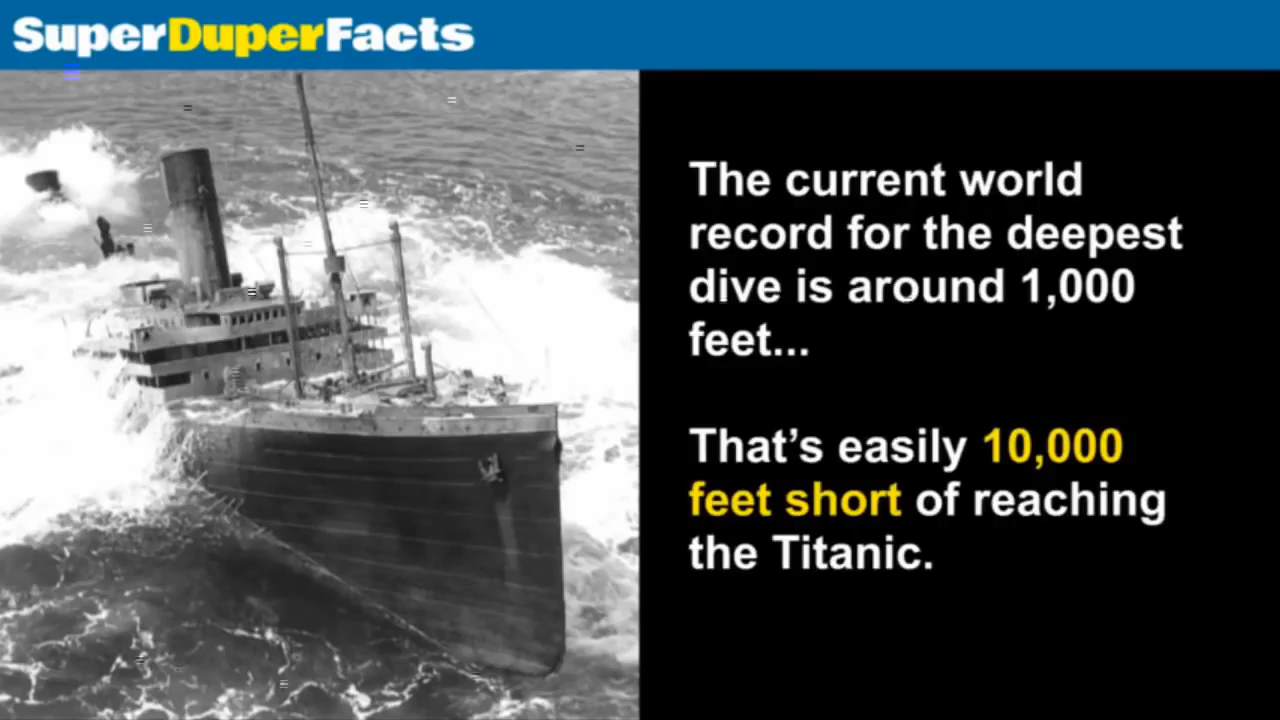 SuperDuperFacts
The current world
record for the deepest
dive is around 1,000
feet...
That’s easily 10,000
feet short of reaching
the Titanic.